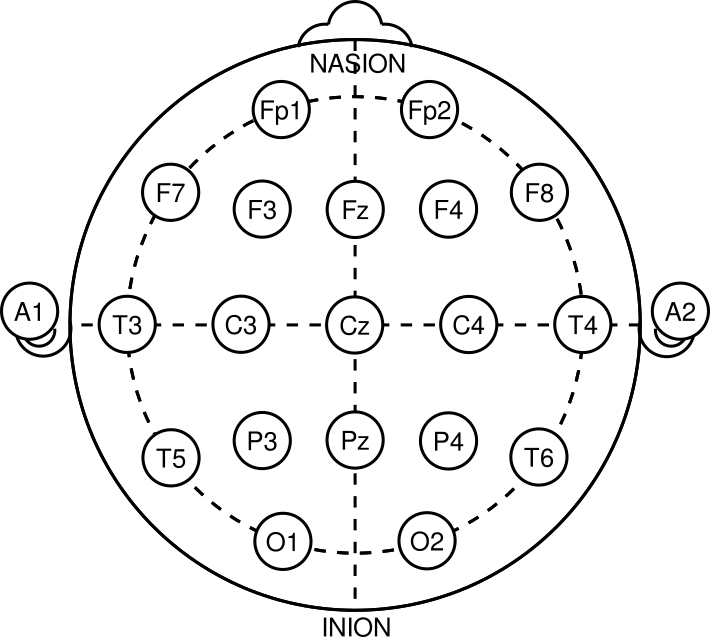 NASION
Fp1 Fp2
F7 F3 Fz F4 F8
A1 T3 C3 Cz C4 T4 A2
T5 P3 Pz P4 T6
O1 O2
INION